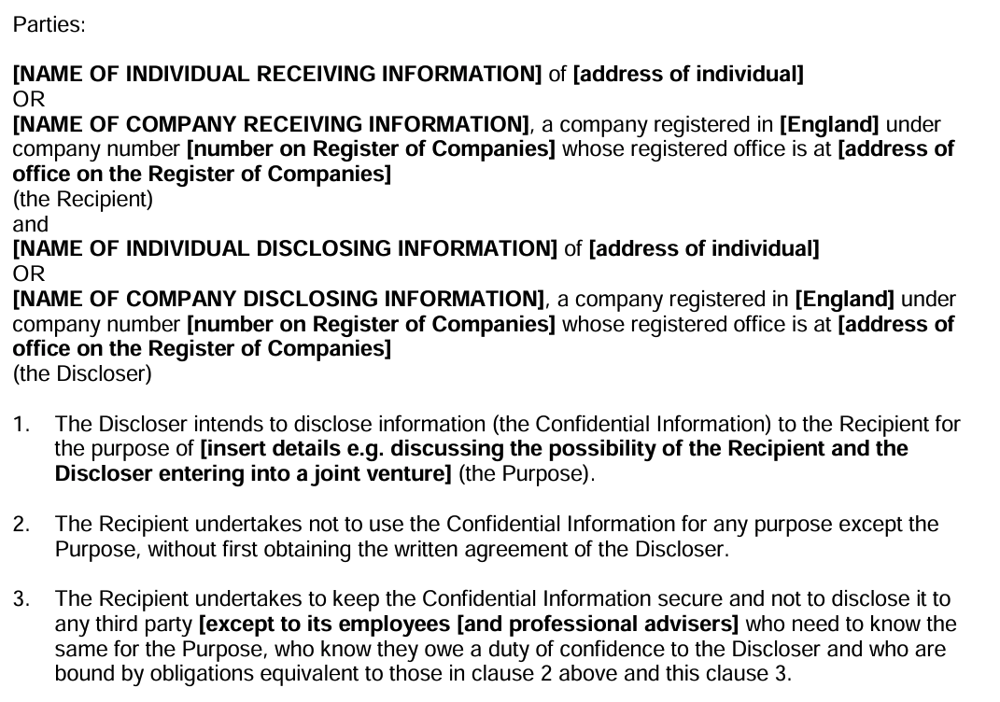 Parties:
[NAME OF INDIVIDUAL RECEIVING INFORMATION] of [address of individual]
OR
[NAME OF COMPANY RECEIVING INFORMATION], a company registered in [England] under
company number [number on Register of Companies] whose registered office is at [address of
office on the Register of Companies]
(the Recipient)
and
[NAME OF INDIVIDUAL DISCLOSING INFORMATION] of [address of individual]
OR
[NAME OF COMPANY DISCLOSING INFORMATION], a company registered in [England] under
company number [number on Register of Companies] whose registered office is at [address of
office on the Register of Companies]
(the Discloser)
1. The Discloser intends to disclose information (the Confidential Information) to the Recipient for
the purpose of [insert details e.g. discussing the possibility of the Recipient and the
Discloser entering into a joint venture] (the Purpose).
2. The Recipient undertakes not to use the Confidential Information for any purpose except the
Purpose, without first obtaining the written agreement of the Discloser.
3. The Recipient undertakes to keep the Confidential Information secure and not to disclose it to
any third party [except to its employees [and professional advisers] who need to know the
same for the Purpose, who know they owe a duty of confidence to the Discloser and who are
bound by obligations equivalent to those in clause 2 above and this clause 3.